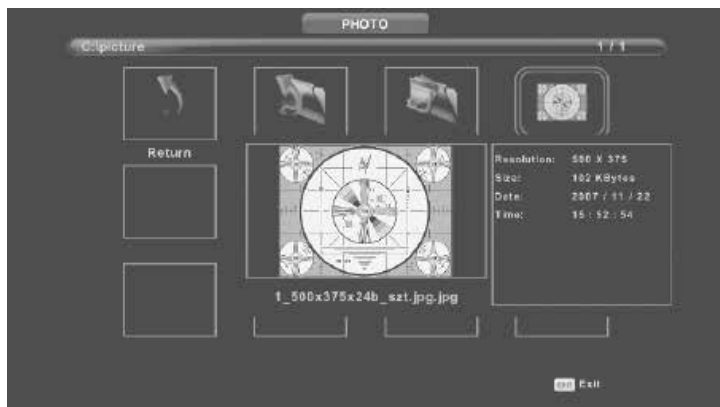 PHOTO
C:\picture
1 / 1
Return
Resolution: 500 X 375
Size: 102 KBytes
Date: 2007 / 11 / 22
Time: 15 : 52 : 54
1_500x375x24b_szt.jpg.jpg
Exit